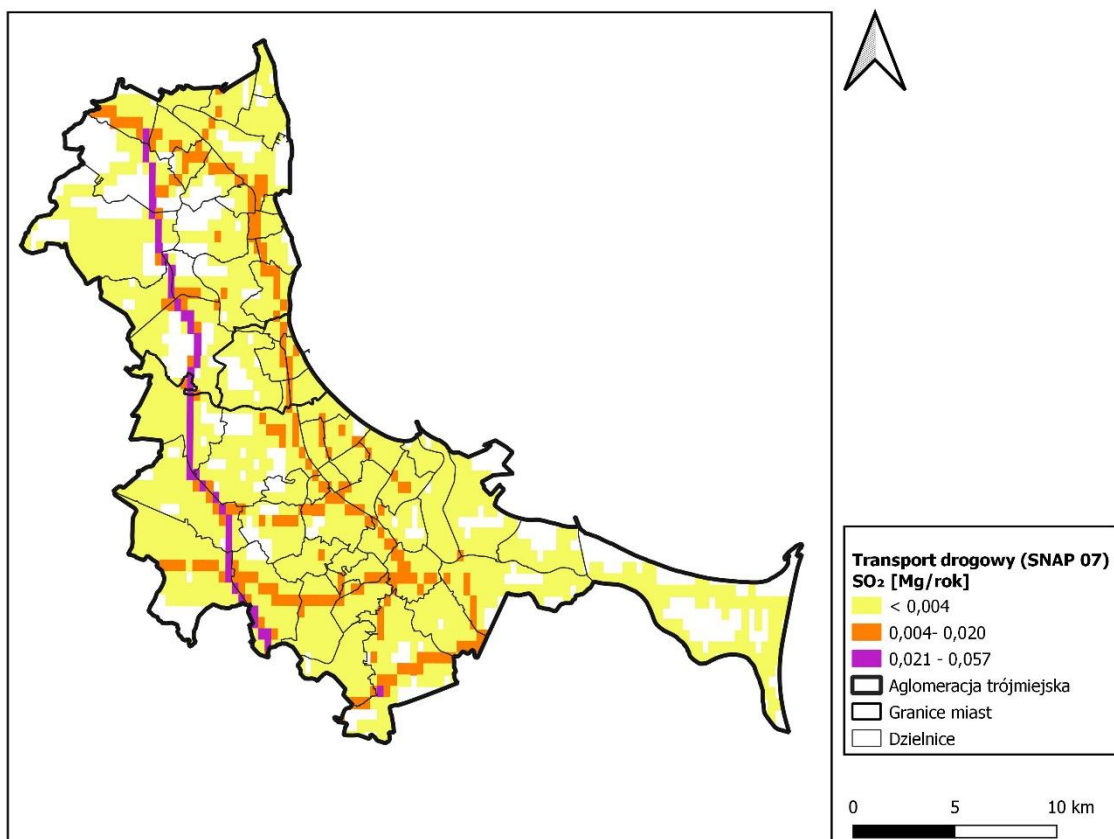 Transport drogowy (SNAP 07)
SO₂ [Mg/rok]
< 0,004
0,004- 0,020
0,021 - 0,057
Aglomeracja trójmiejska
Granice miast
Dzielnice
0 5 10 km